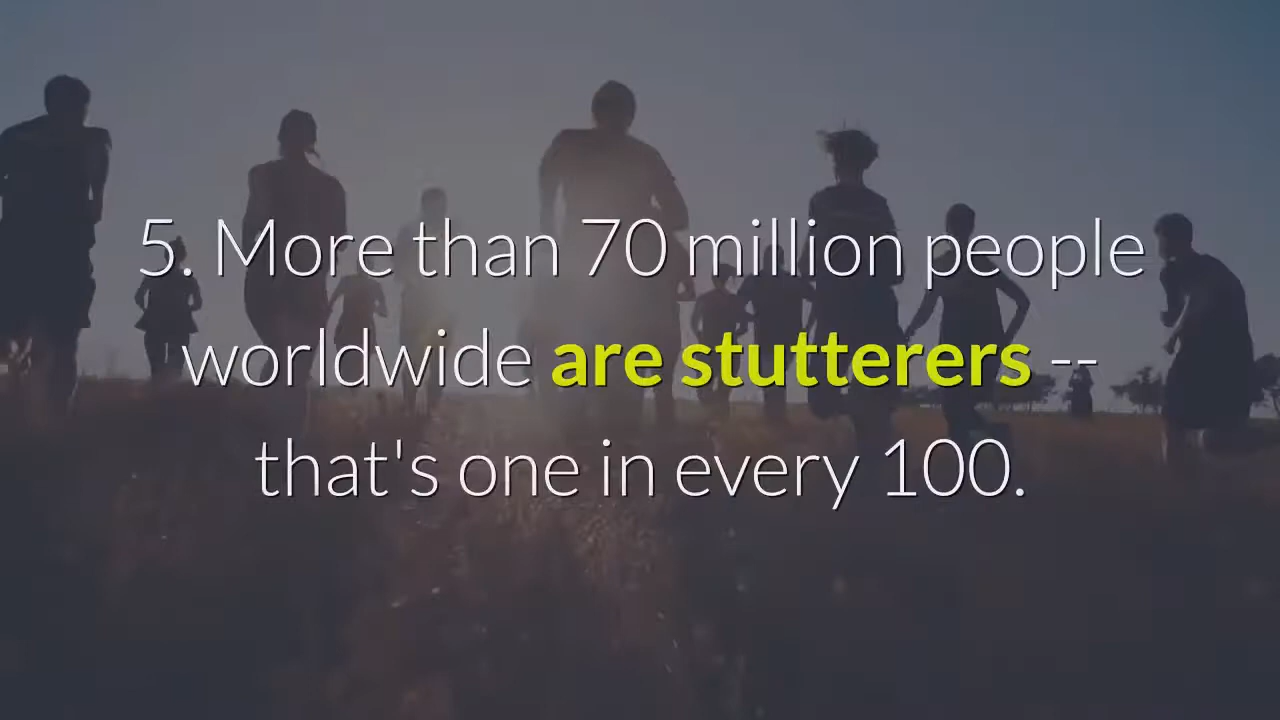 5. More than 70 million people
worldwide are stutterers --
that's one in every 100.